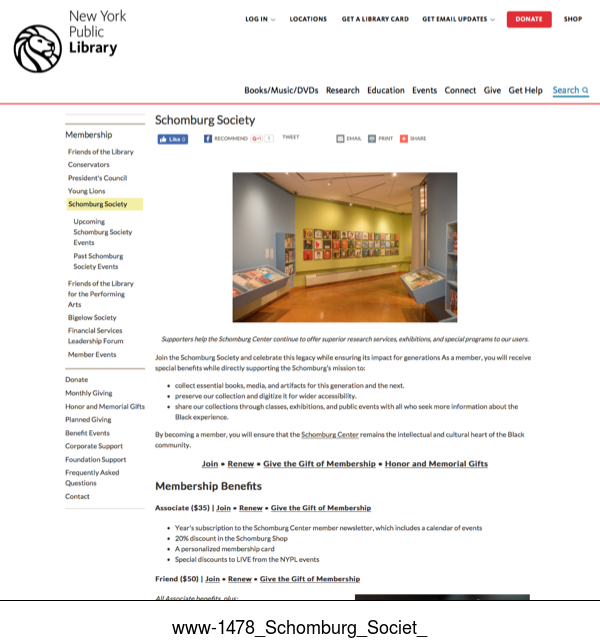 New York
Public
Library
LOG IN LOCATIONS GET A LIBRARY CARD GET EMAIL UPDATES DONATE SHOP
Books/Music/DVDs Research Education Events Connect Give Get Help Search
Schomburg Society
Like 0 RECOMMEND G+1 1 TWEET EMAIL PRINT SHARE
Membership
Friends of the Library
Conservators
President's Council
Young Lions
Schomburg Society
Upcoming
Schomburg Society
Events
Past Schomburg
Society Events
Friends of the Library
for the Performing
Arts
Bigelow Society
Financial Services
Leadership Forum
Member Events
Donate
Monthly Giving
Honor and Memorial Gifts
Planned Giving
Benefit Events
Corporate Support
Foundation Support
Frequently Asked
Questions
Contact
Supporters help the Schomburg Center continue to offer superior research services, exhibitions, and special programs to our users.
Join the Schomburg Society and celebrate this legacy while ensuring its impact for generations As a member, you will receive
special benefits while directly supporting the Schomburg's mission to:
• collect essential books, media, and artifacts for this generation and the next.
• preserve our collection and digitize it for wider accessibility.
• share our collections through classes, exhibitions, and public events with all who seek more information about the
Black experience.
By becoming a member, you will ensure that the Schomburg Center remains the intellectual and cultural heart of the Black
community.
Join • Renew • Give the Gift of Membership • Honor and Memorial Gifts
Membership Benefits
Associate ($35) | Join • Renew • Give the Gift of Membership
• Year's subscription to the Schomburg Center member newsletter, which includes a calendar of events
• 20% discount in the Schomburg Shop
• A personalized membership card
• Special discounts to LIVE from the NYPL events
Friend ($50) | Join • Renew • Give the Gift of Membership
All Associate benefits, plus:
www-1478_Schomburg_Societ_